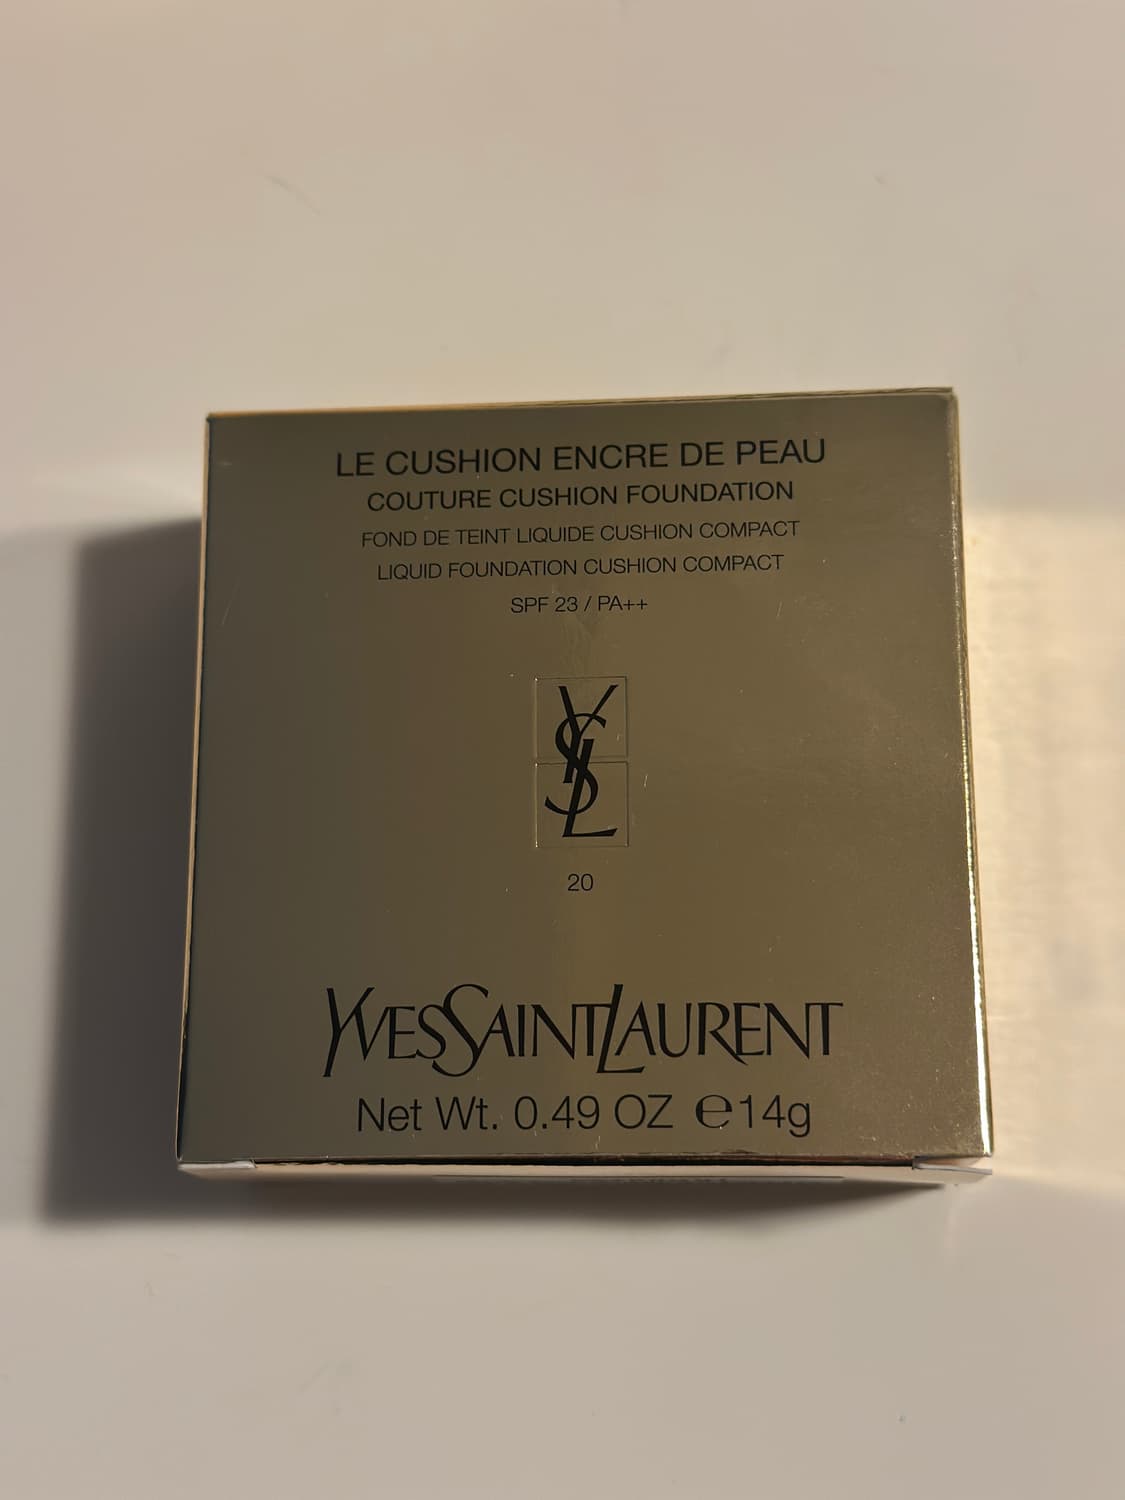 LE CUSHION ENCRE DE PEAU
COUTURE CUSHION FOUNDATION
FOND DE TEINT LIQUIDE CUSHION COMPACT
LIQUID FOUNDATION CUSHION COMPACT
SPF 23 / PA++
YSL
20
YVESSAINTLAURENT
Net Wt. 0.49 OZ ℮14g